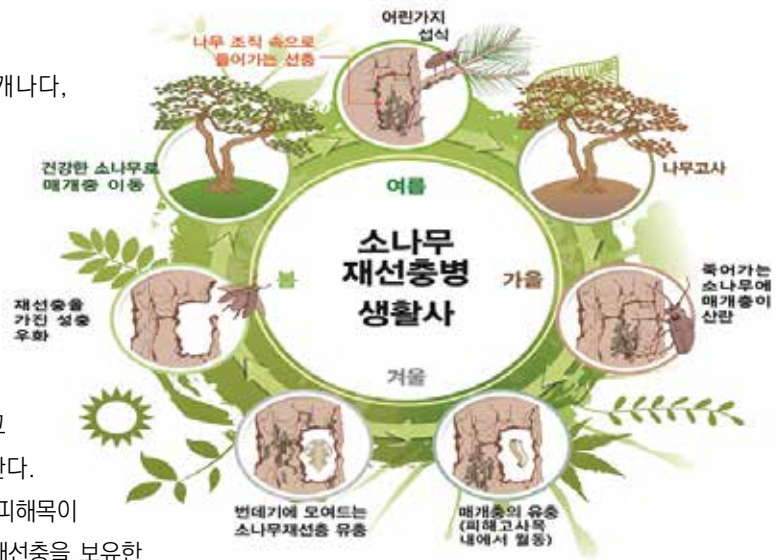 어린가지
섭식
나무 조직 속으로
들어가는 선충
개나다,
건강한 소나무로
매개충 이동
나무고사
여름
소나무
재선충병
생활사
봄
가을
겨울
재선충을
가진 성충
우화
죽어가는
소나무에
매개충이
산란
고
한다.
피해목이
재선충을 보유한
번데기에 모여드는
소나무재선충 유충
매개충의 유충
(피해고사목
내에서 월동)